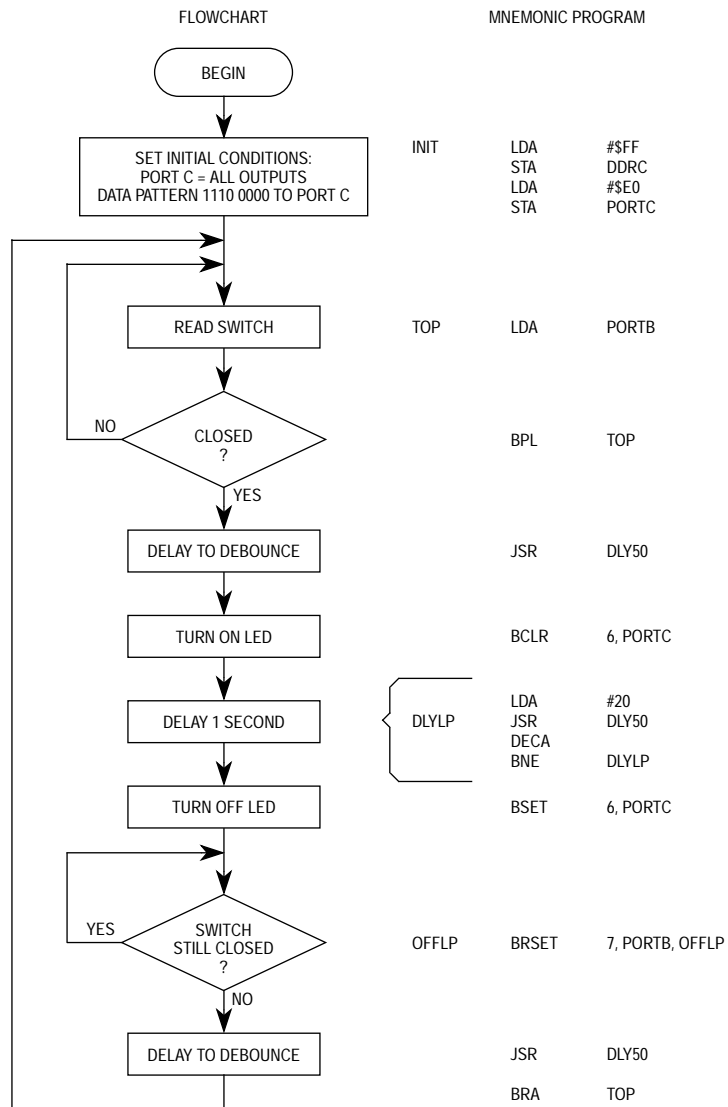 FLOWCHART MNEMONIC PROGRAM
BEGIN
SET INITIAL CONDITIONS:
PORT C = ALL OUTPUTS
DATA PATTERN 1110 0000 TO PORT C
INIT LDA #$FF
STA DDRC
LDA #$E0
STA PORTC
READ SWITCH
TOP LDA PORTB
NO
CLOSED
?
YES
BPL TOP
DELAY TO DEBOUNCE
JSR DLY50
TURN ON LED
BCLR 6, PORTC
DELAY 1 SECOND
LDA #20
DLYLP JSR DLY50
DECA
BNE DLYLP
TURN OFF LED
BSET 6, PORTC
YES
SWITCH
STILL CLOSED
?
NO
OFFLP BRSET 7, PORTB, OFFLP
DELAY TO DEBOUNCE
JSR DLY50
BRA TOP